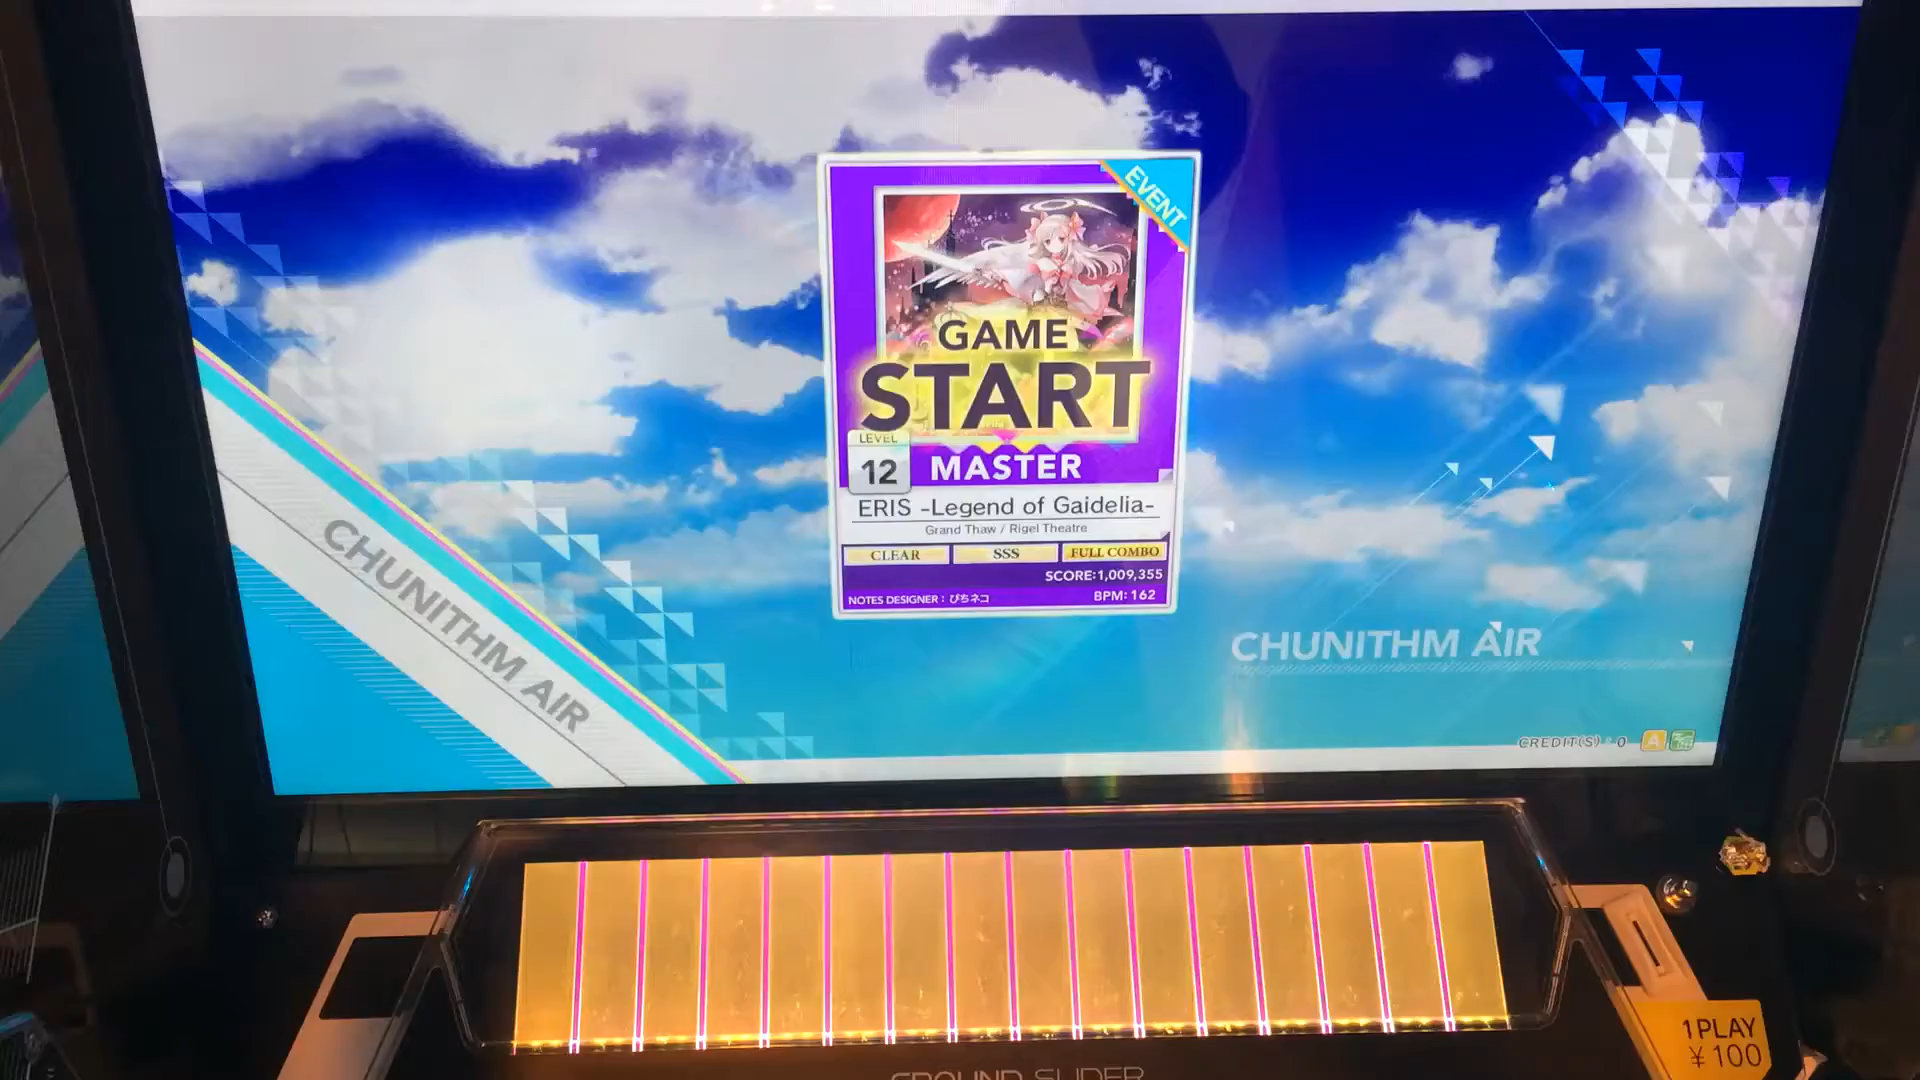 EVENT
GAME
START
LEVEL
12
MASTER
ERIS -Legend of Gaidelia-
Grand Thaw / Rigel Theatre
CLEAR SSS FULL COMBO
SCORE:1,009,355
NOTES DESIGNER : ぴちネコ BPM: 162
CHUNITHM AIR
CHUNITHM AIR
CREDIT(S) : 0 A
1PLAY
¥100
GROUND SLIDER